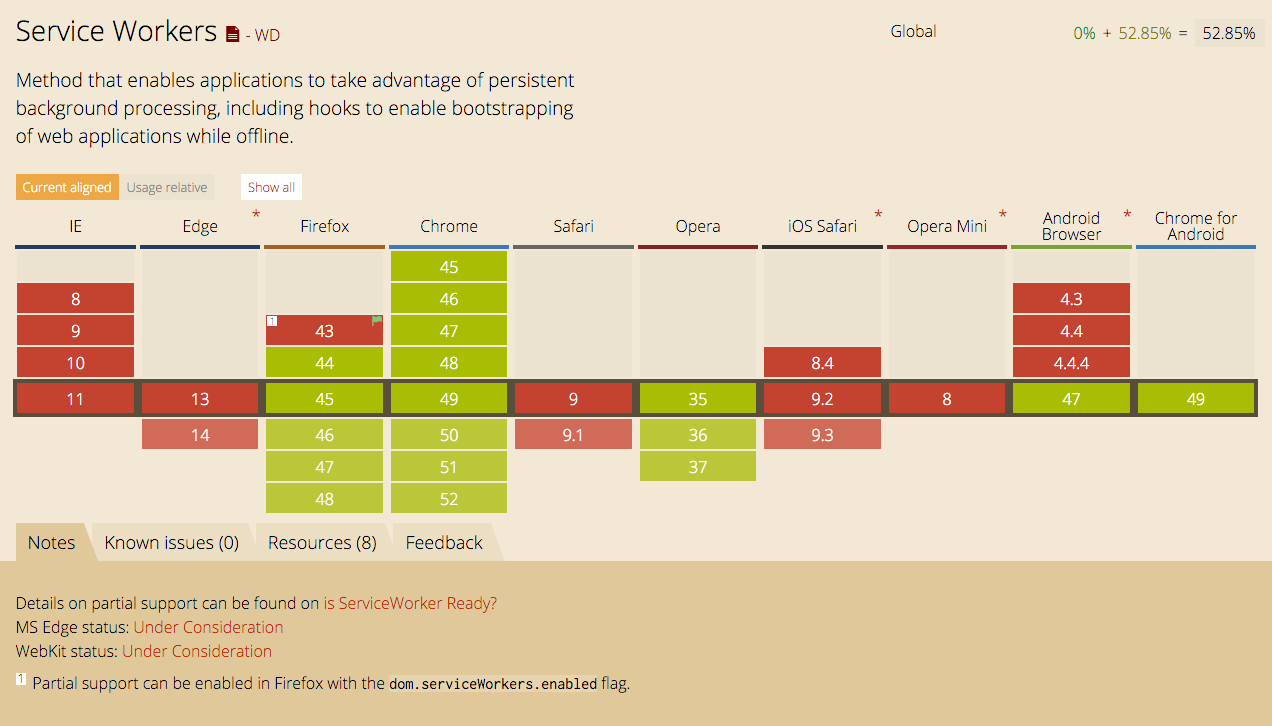 Service Workers - WD
Global
0% + 52.85% = 52.85%
Method that enables applications to take advantage of persistent
background processing, including hooks to enable bootstrapping
of web applications while offline.
Current aligned Usage relative Show all
IE Edge * Firefox Chrome Safari Opera iOS Safari * Opera Mini * Android Browser * Chrome for Android
45
8 46 4.3
9 1 43 47 4.4
10 44 48 8.4 4.4.4
11 13 45 49 9 35 9.2 8 47 49
14 46 50 9.1 36 9.3
47 51 37
48 52
Notes Known issues (0) Resources (8) Feedback
Details on partial support can be found on is ServiceWorker Ready?
MS Edge status: Under Consideration
WebKit status: Under Consideration
1 Partial support can be enabled in Firefox with the dom.serviceWorkers.enabled flag.